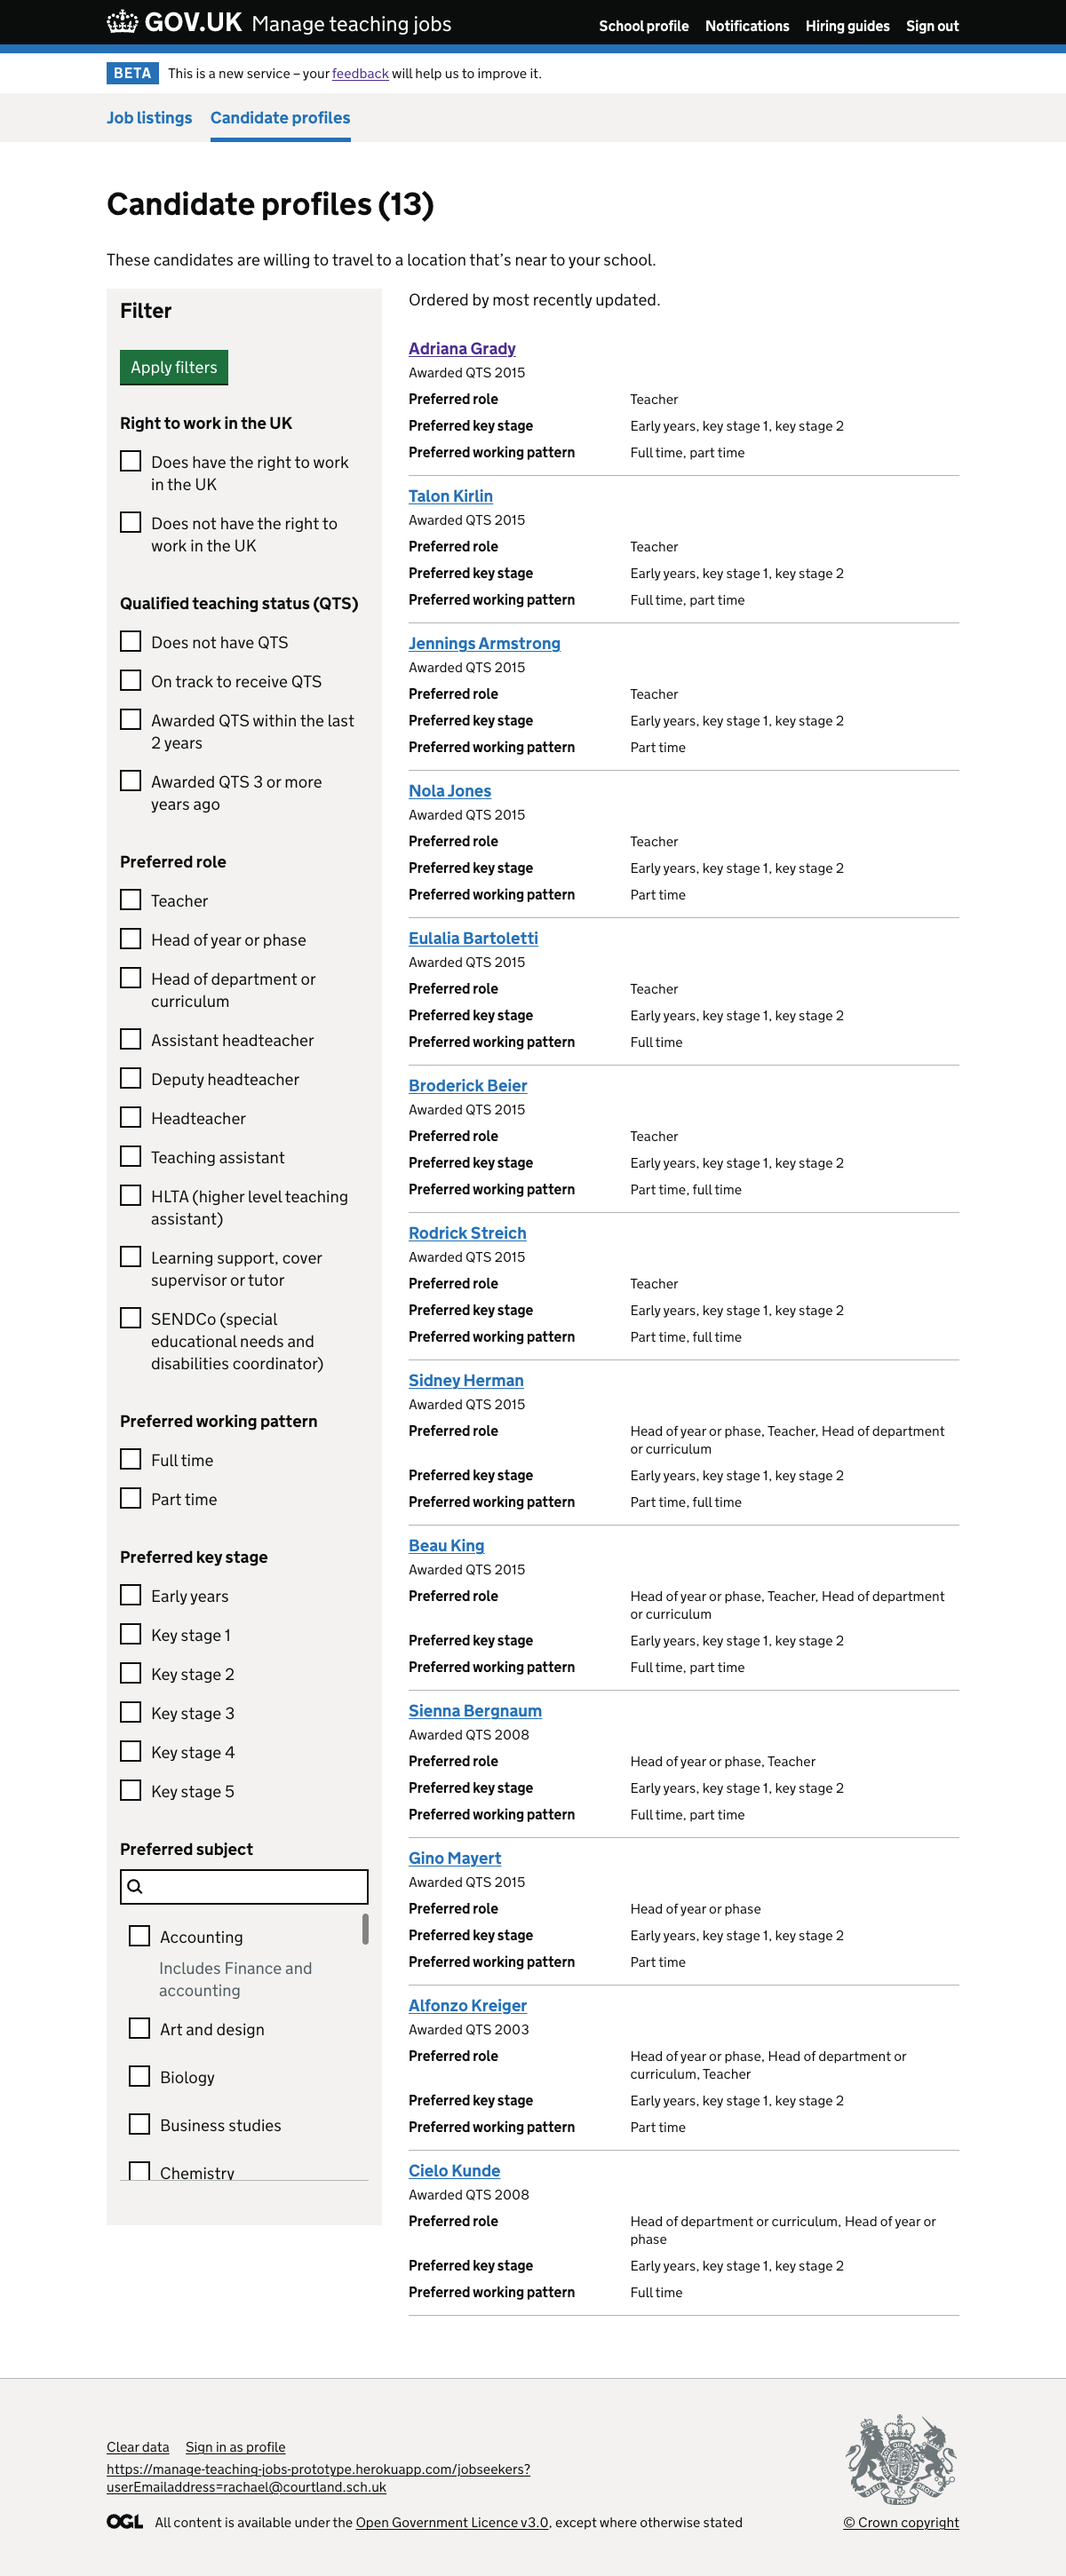 GOV.UK Manage teaching jobs
School profile Notifications Hiring guides Sign out
BETA This is a new service – your feedback will help us to improve it.
Job listings Candidate profiles
Candidate profiles (13)
These candidates are willing to travel to a location that’s near to your school.
Filter
Apply filters
Right to work in the UK
Does have the right to work
in the UK
Does not have the right to
work in the UK
Qualified teaching status (QTS)
Does not have QTS
On track to receive QTS
Awarded QTS within the last
2 years
Awarded QTS 3 or more
years ago
Preferred role
Teacher
Head of year or phase
Head of department or
curriculum
Assistant headteacher
Deputy headteacher
Headteacher
Teaching assistant
HLTA (higher level teaching
assistant)
Learning support, cover
supervisor or tutor
SENDCo (special
educational needs and
disabilities coordinator)
Preferred working pattern
Full time
Part time
Preferred key stage
Early years
Key stage 1
Key stage 2
Key stage 3
Key stage 4
Key stage 5
Preferred subject
Accounting
Includes Finance and
accounting
Art and design
Biology
Business studies
Chemistry
Ordered by most recently updated.
Adriana Grady
Awarded QTS 2015
Preferred role Teacher
Preferred key stage Early years, key stage 1, key stage 2
Preferred working pattern Full time, part time
Talon Kirlin
Awarded QTS 2015
Preferred role Teacher
Preferred key stage Early years, key stage 1, key stage 2
Preferred working pattern Full time, part time
Jennings Armstrong
Awarded QTS 2015
Preferred role Teacher
Preferred key stage Early years, key stage 1, key stage 2
Preferred working pattern Part time
Nola Jones
Awarded QTS 2015
Preferred role Teacher
Preferred key stage Early years, key stage 1, key stage 2
Preferred working pattern Part time
Eulalia Bartoletti
Awarded QTS 2015
Preferred role Teacher
Preferred key stage Early years, key stage 1, key stage 2
Preferred working pattern Full time
Broderick Beier
Awarded QTS 2015
Preferred role Teacher
Preferred key stage Early years, key stage 1, key stage 2
Preferred working pattern Part time, full time
Rodrick Streich
Awarded QTS 2015
Preferred role Teacher
Preferred key stage Early years, key stage 1, key stage 2
Preferred working pattern Part time, full time
Sidney Herman
Awarded QTS 2015
Preferred role Head of year or phase, Teacher, Head of department
or curriculum
Preferred key stage Early years, key stage 1, key stage 2
Preferred working pattern Part time, full time
Beau King
Awarded QTS 2015
Preferred role Head of year or phase, Teacher, Head of department
or curriculum
Preferred key stage Early years, key stage 1, key stage 2
Preferred working pattern Full time, part time
Sienna Bergnaum
Awarded QTS 2008
Preferred role Head of year or phase, Teacher
Preferred key stage Early years, key stage 1, key stage 2
Preferred working pattern Full time, part time
Gino Mayert
Awarded QTS 2015
Preferred role Head of year or phase
Preferred key stage Early years, key stage 1, key stage 2
Preferred working pattern Part time
Alfonzo Kreiger
Awarded QTS 2003
Preferred role Head of year or phase, Head of department or
curriculum, Teacher
Preferred key stage Early years, key stage 1, key stage 2
Preferred working pattern Part time
Cielo Kunde
Awarded QTS 2008
Preferred role Head of department or curriculum, Head of year or
phase
Preferred key stage Early years, key stage 1, key stage 2
Preferred working pattern Full time
Clear data Sign in as profile
https://manage-teaching-jobs-prototype.herokuapp.com/jobseekers?
userEmailaddress=rachael@courtland.sch.uk
OGL All content is available under the Open Government Licence v3.0, except where otherwise stated
© Crown copyright